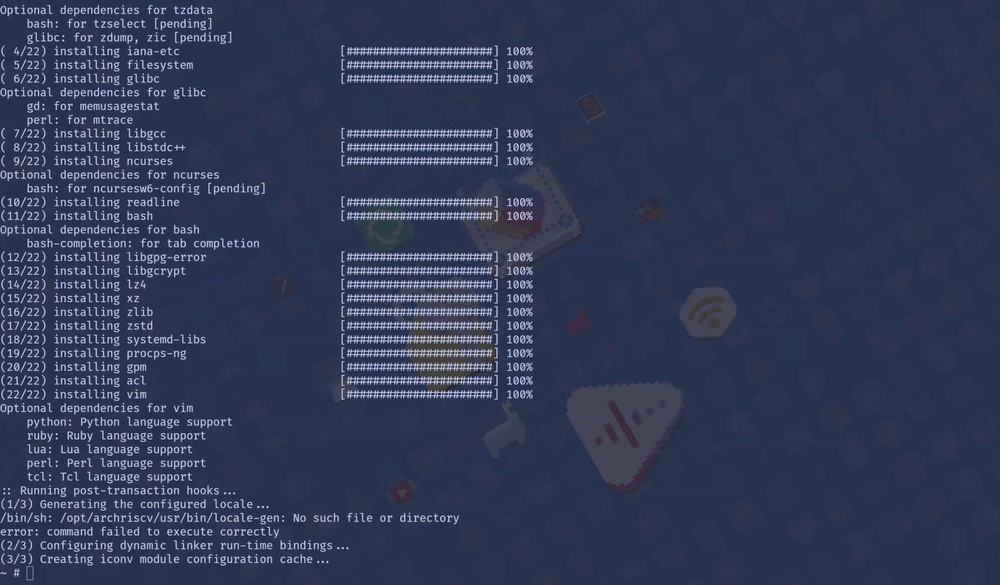 Optional dependencies for tzdata
    bash: for tzselect [pending]
    glibc: for zdump, zic [pending]
( 4/22) installing iana-etc                        [######################] 100%
( 5/22) installing filesystem                      [######################] 100%
( 6/22) installing glibc                           [######################] 100%
Optional dependencies for glibc
    gd: for memusagestat
    perl: for mtrace
( 7/22) installing libgcc                          [######################] 100%
( 8/22) installing libstdc++                       [######################] 100%
( 9/22) installing ncurses                         [######################] 100%
Optional dependencies for ncurses
    bash: for ncursesw6-config [pending]
(10/22) installing readline                        [######################] 100%
(11/22) installing bash                            [######################] 100%
Optional dependencies for bash
    bash-completion: for tab completion
(12/22) installing libgpg-error                    [######################] 100%
(13/22) installing libgcrypt                       [######################] 100%
(14/22) installing lz4                             [######################] 100%
(15/22) installing xz                              [######################] 100%
(16/22) installing zlib                            [######################] 100%
(17/22) installing zstd                            [######################] 100%
(18/22) installing systemd-libs                    [######################] 100%
(19/22) installing procps-ng                       [######################] 100%
(20/22) installing gpm                             [######################] 100%
(21/22) installing acl                             [######################] 100%
(22/22) installing vim                             [######################] 100%
Optional dependencies for vim
    python: Python language support
    ruby: Ruby language support
    lua: Lua language support
    perl: Perl language support
    tcl: Tcl language support
:: Running post-transaction hooks...
(1/3) Generating the configured locale...
/bin/sh: /opt/archriscv/usr/bin/locale-gen: No such file or directory
error: command failed to execute correctly
(2/3) Configuring dynamic linker run-time bindings...
(3/3) Creating iconv module configuration cache...
~ #